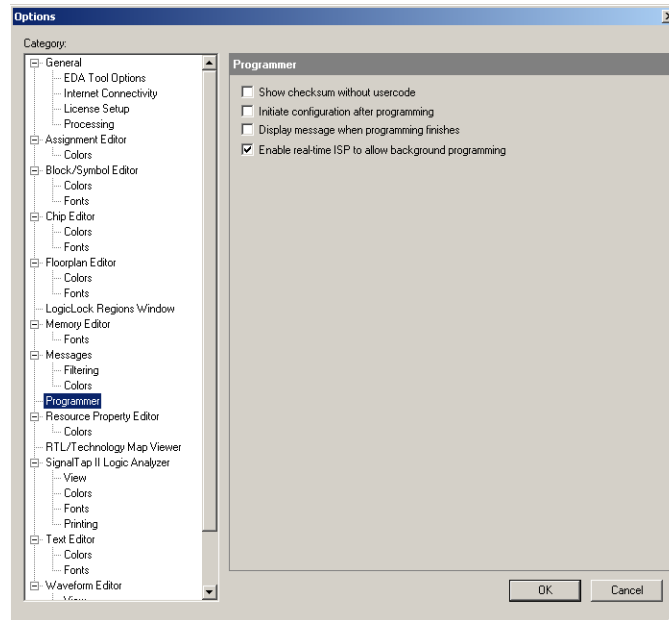 Options
Category:
General
EDA Tool Options
Internet Connectivity
License Setup
Processing
Assignment Editor
Colors
Block/Symbol Editor
Colors
Fonts
Chip Editor
Colors
Fonts
Floorplan Editor
Colors
Fonts
LogicLock Regions Window
Memory Editor
Fonts
Messages
Filtering
Colors
Programmer
Resource Property Editor
Colors
RTL/Technology Map Viewer
SignalTap II Logic Analyzer
View
Colors
Fonts
Printing
Text Editor
Colors
Fonts
Waveform Editor
View
Programmer
Show checksum without usercode
Initiate configuration after programming
Display message when programming finishes
Enable real-time ISP to allow background programming
OK
Cancel